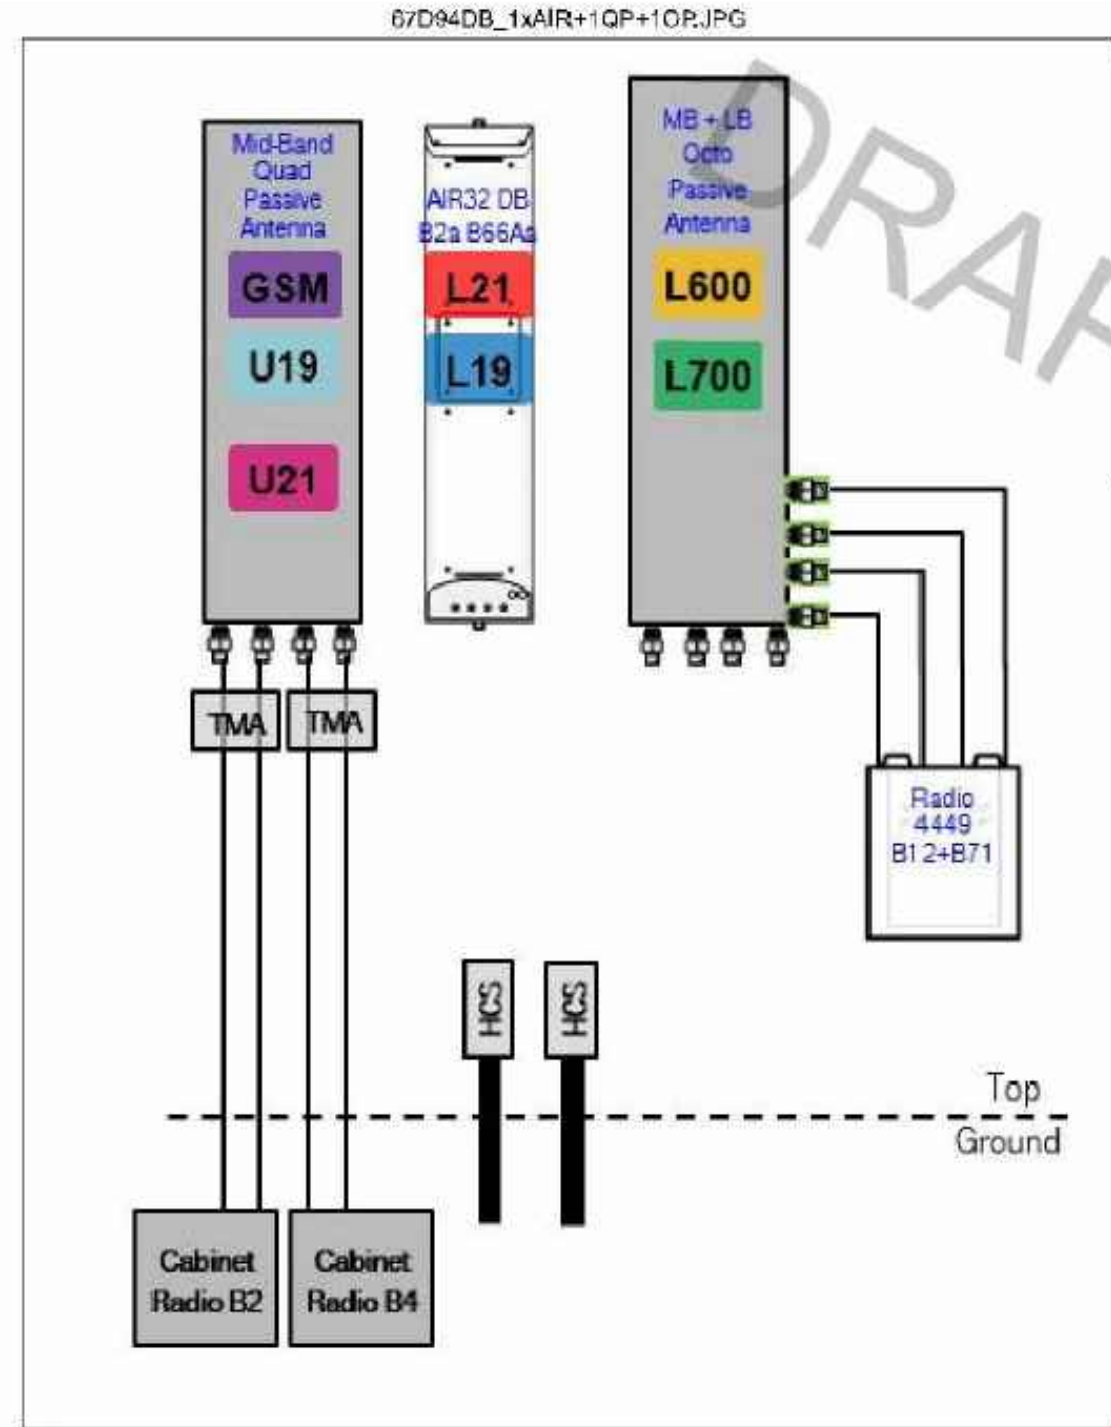 67D94DB_1xAIR+1QP+1OP.JPG
Mid-Band
Quad
Passive
Antenna
GSM
U19
U21
AIR32 DB
B2a B66Aa
L21
L19
MB + LB
Octo
Passive
Antenna
L600
L700
DRAF
TMA
TMA
Radio
4449
B12+B71
HCS
HCS
Top
Ground
Cabinet
Radio B2
Cabinet
Radio B4